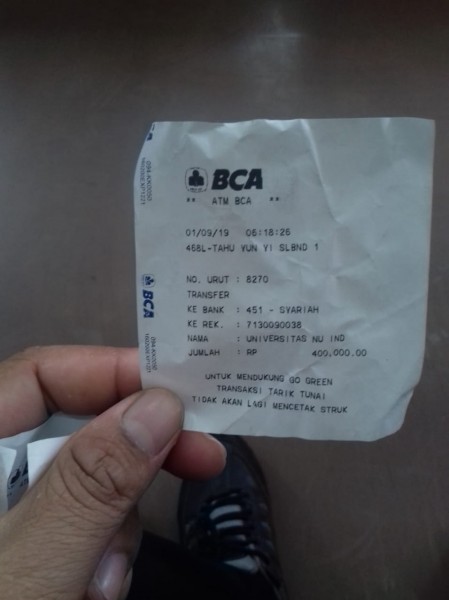 BCA
** ATM BCA **
01/09/19 06:18:26
468L-TAHU YUN YI SLBND 1
NO. URUT : 8270
TRANSFER
KE BANK : 451 - SYARIAH
KE REK. : 7130090038
NAMA : UNIVERSITAS NU IND
JUMLAH : RP 400,000.00
UNTUK MENDUKUNG GO GREEN
TRANSAKSI TARIK TUNAI
TIDAK AKAN LAGI MENCETAK STRUK
BCA